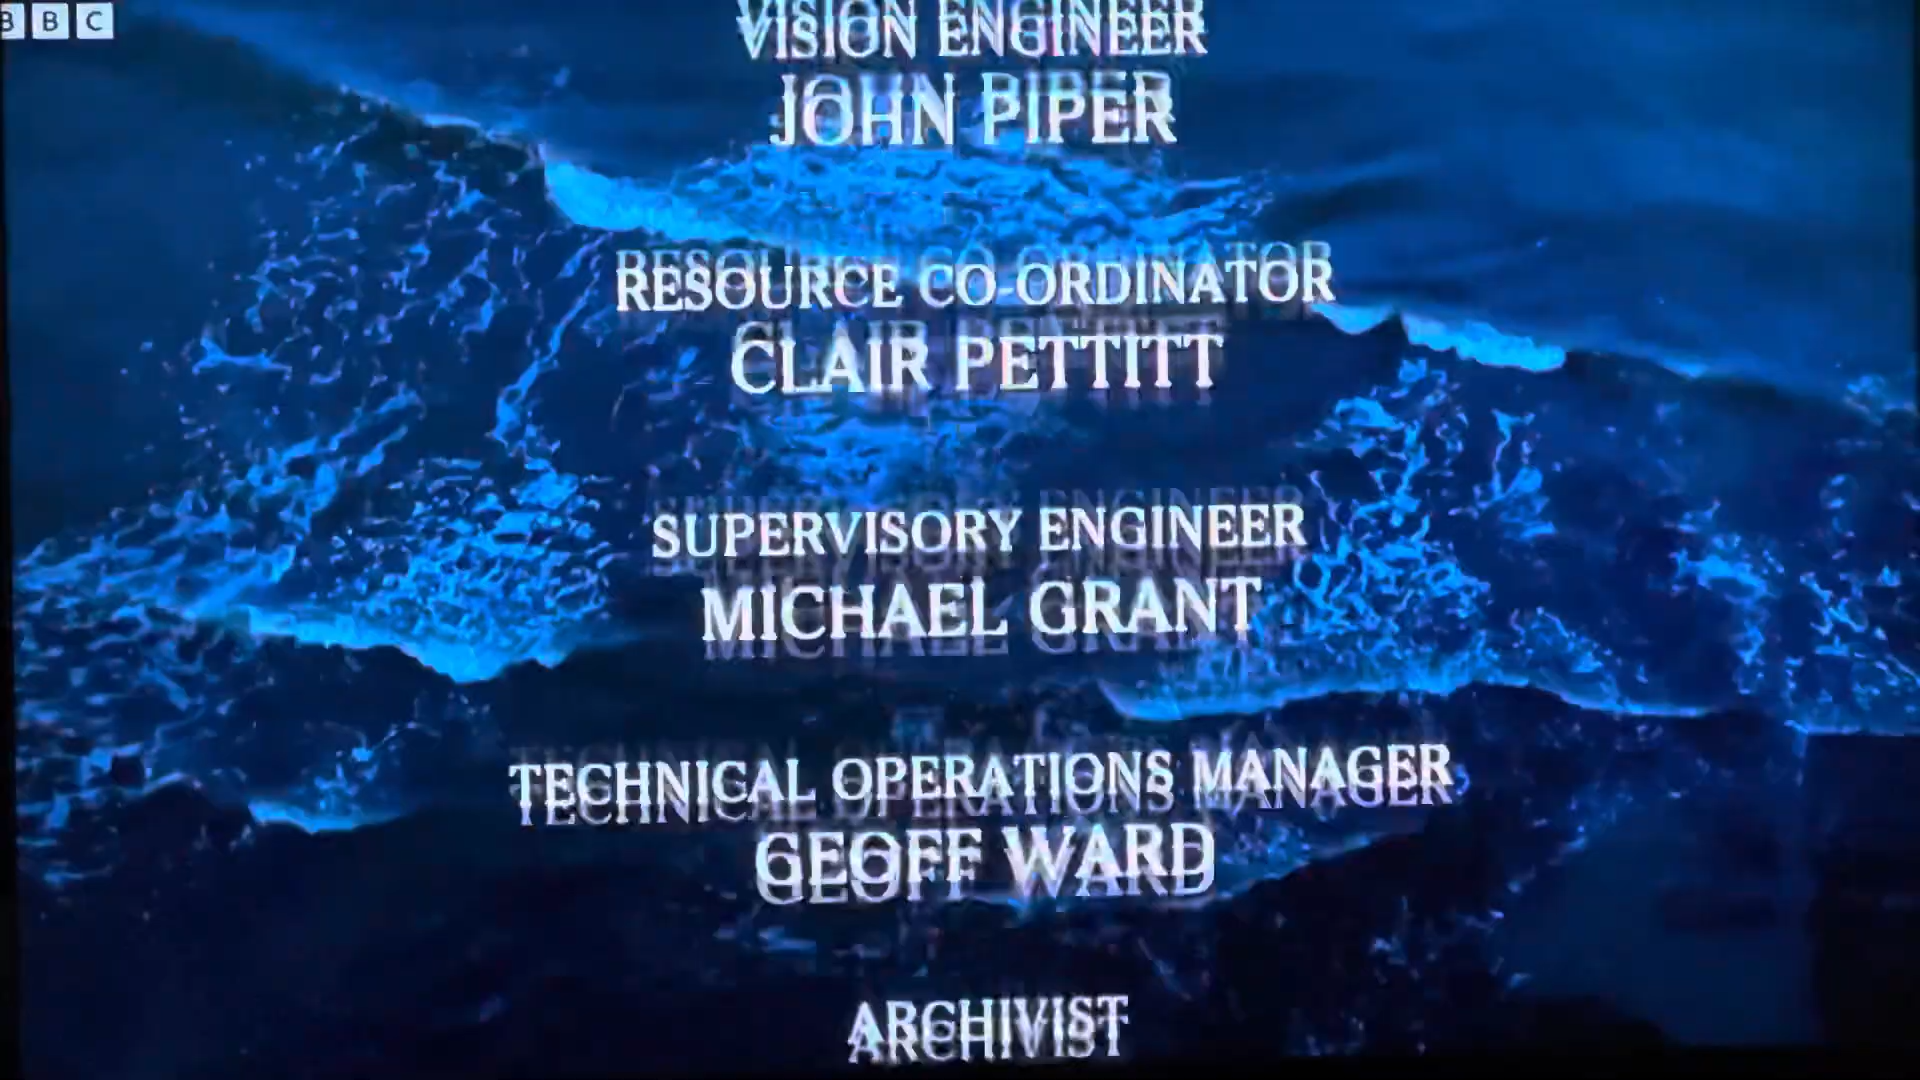 BBC
VISION ENGINEER
JOHN PIPER
RESOURCE CO-ORDINATOR
CLAIR PETTITT
SUPERVISORY ENGINEER
MICHAEL GRANT
TECHNICAL OPERATIONS MANAGER
GEOFF WARD
ARCHIVIST